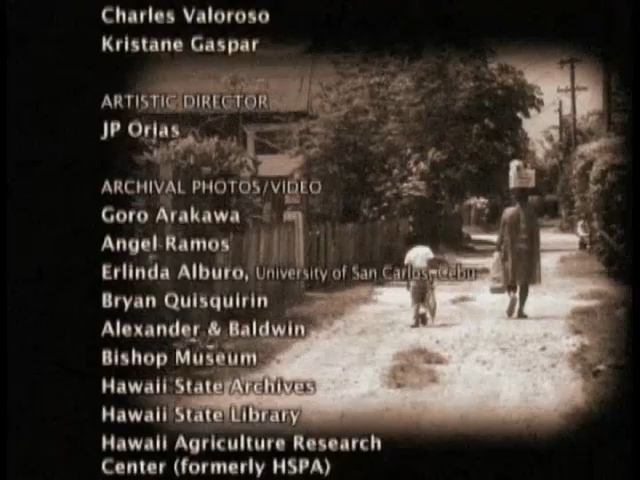 Charles Valoroso
Kristane Gaspar
ARTISTIC DIRECTOR
JP Orias
ARCHIVAL PHOTOS/VIDEO
Goro Arakawa
Angel Ramos
Erlinda Alburo, University of San Carlos, Cebu
Bryan Quisquirin
Alexander & Baldwin
Bishop Museum
Hawaii State Archives
Hawaii State Library
Hawaii Agriculture Research
Center (formerly HSPA)